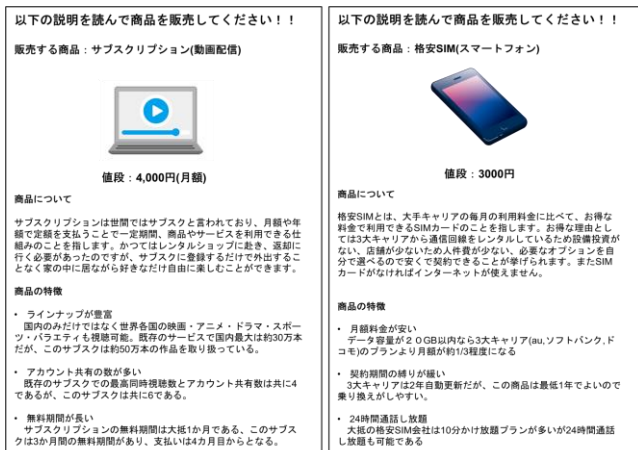 以下の説明を読んで商品を販売してください！！
販売する商品：サブスクリプション(動画配信)
値段：4,000円(月額)
商品について
サブスクリプションは世間ではサブスクと言われており、月額や年
額で定額を支払うことで一定期間、商品やサービスを利用できる仕
組みのことを指します。かつてはレンタルショップに赴き、返却に
行く必要があったのですが、サブスクに登録するだけで外出するこ
となく家の中に居ながら好きなだけ自由に楽しむことができます。
商品の特徴
・ ラインナップが豊富
国内のみだけではなく世界各国の映画・アニメ・ドラマ・スポー
ツ・バラエティも視聴可能。既存のサービスで国内最大は約30万本
だが、このサブスクは約50万本の作品を取り扱っている。
・ アカウント共有の数が多い
既存のサブスクでの最高同時視聴数とアカウント共有数は共に4
であるが、このサブスクは共に6である。
・ 無料期間が長い
サブスクリプションの無料期間は大抵1か月である、このサブス
クは3か月間の無料期間があり、支払いは4カ月目からとなる。
以下の説明を読んで商品を販売してください！！
販売する商品：格安SIM(スマートフォン)
値段：3000円
商品について
格安SIMとは、大手キャリアの毎月の利用料金に比べて、お得な
料金で利用できるSIMカードのことを指します。お得な理由とし
ては3大キャリアから通信回線をレンタルしているため設備投資が
ない、店舗が少ないため人件費が少ない、必要なオプションを自
分で選べるので安くで契約できることが挙げられます。またSIM
カードがなければインターネットが使えません。
商品の特徴
・ 月額料金が安い
データ容量が２０GB以内なら3大キャリア(au,ソフトバンク,ド
コモ)のプランより月額が約1/3程度になる
・ 契約期間の縛りが緩い
3大キャリアは2年自動更新だが、この商品は最低1年でよいので
乗り換えがしやすい。
・ 24時間通話し放題
大抵の格安SIM会社は10分かけ放題プランが多いが24時間通話
し放題も可能である